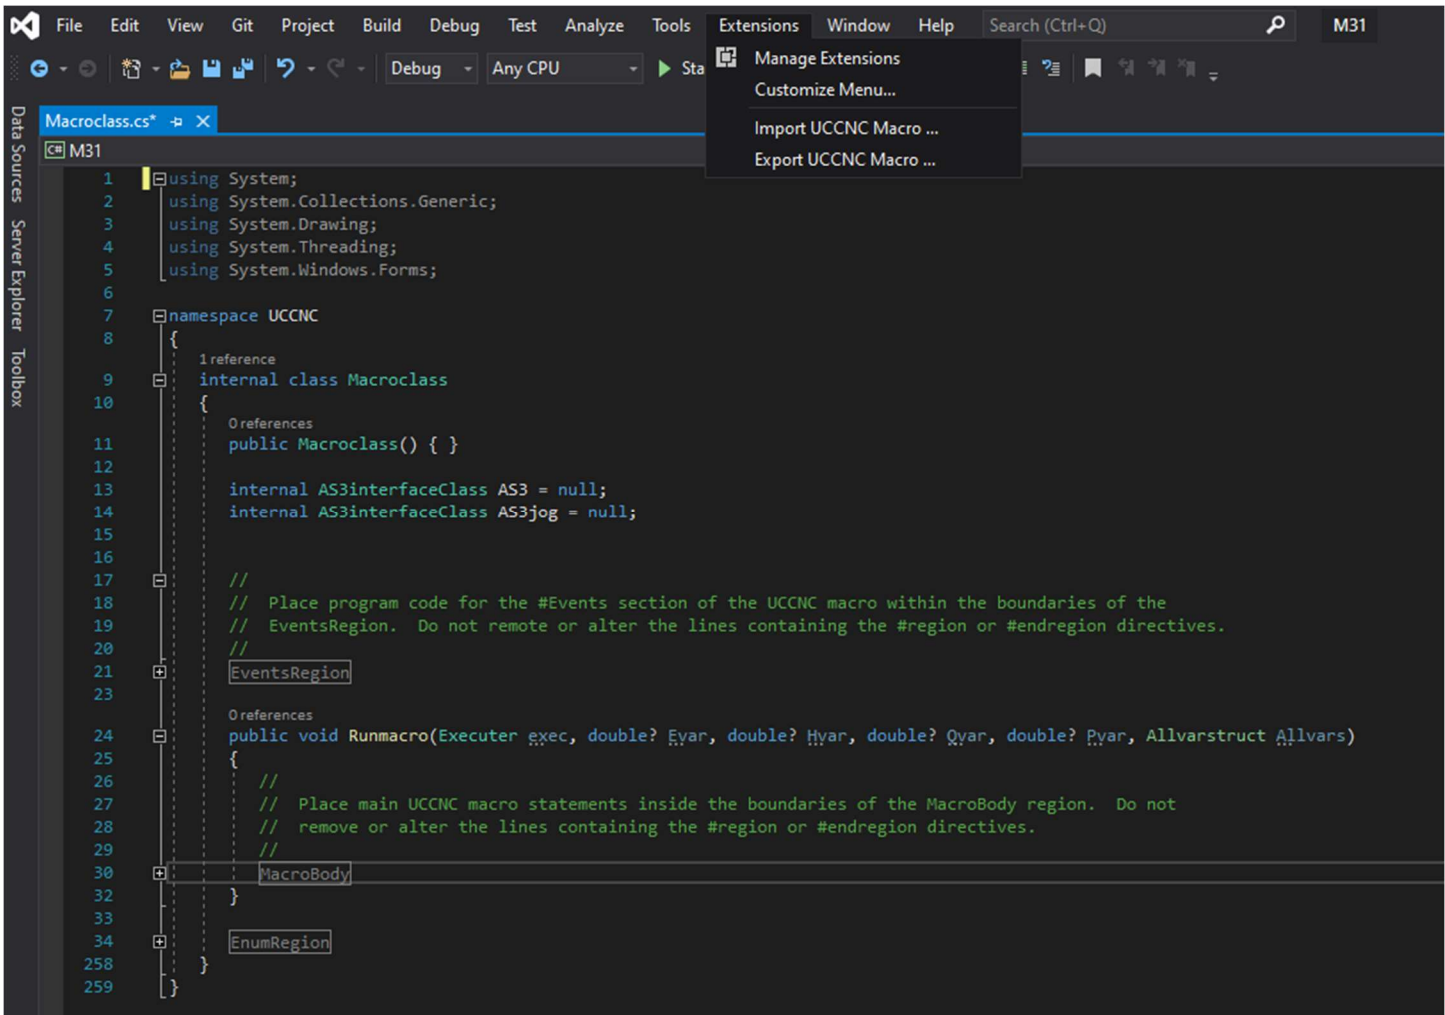 File Edit View Git Project Build Debug Test Analyze Tools Extensions Window Help Search (Ctrl+Q) M31
Debug Any CPU Sta
Manage Extensions
Customize Menu...
Import UCCNC Macro ...
Export UCCNC Macro ...
Data Sources
Server Explorer
Toolbox
Macroclass.cs*
C# M31
1 using System;
2 using System.Collections.Generic;
3 using System.Drawing;
4 using System.Threading;
5 using System.Windows.Forms;
6
7 namespace UCCNC
8 {
1 reference
9 internal class Macroclass
10 {
0 references
11 public Macroclass() { }
12
13 internal AS3interfaceClass AS3 = null;
14 internal AS3interfaceClass AS3jog = null;
15
16
17 //
18 // Place program code for the #Events section of the UCCNC macro within the boundaries of the
19 // EventsRegion. Do not remote or alter the lines containing the #region or #endregion directives.
20 //
21 EventsRegion
23
0 references
24 public void Runmacro(Executer exec, double? Evar, double? Hvar, double? Qvar, double? Pvar, Allvarstruct Allvars)
25 {
26 //
27 // Place main UCCNC macro statements inside the boundaries of the MacroBody region. Do not
28 // remove or alter the lines containing the #region or #endregion directives.
29 //
30 MacroBody
32 }
33
34 EnumRegion
258 }
259 }